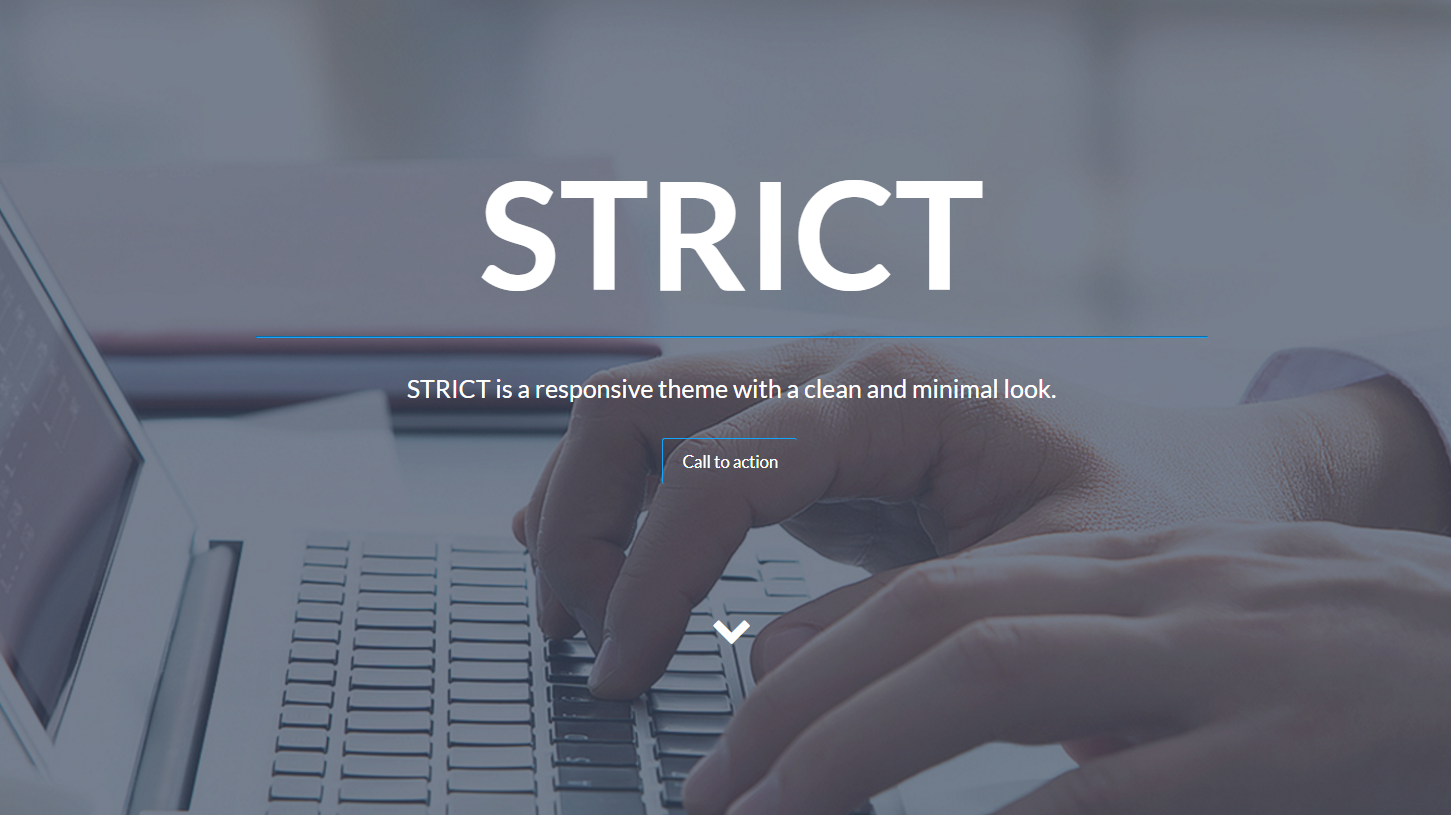 STRICT
STRICT is a responsive theme with a clean and minimal look.
Call to action